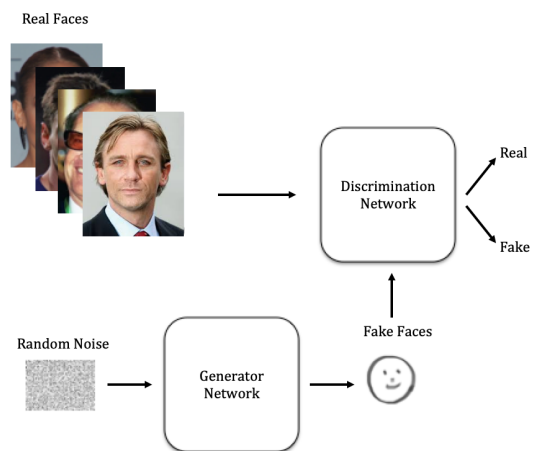 Real Faces
Discrimination
Network
Real
Fake
Fake Faces
Random Noise
Generator
Network